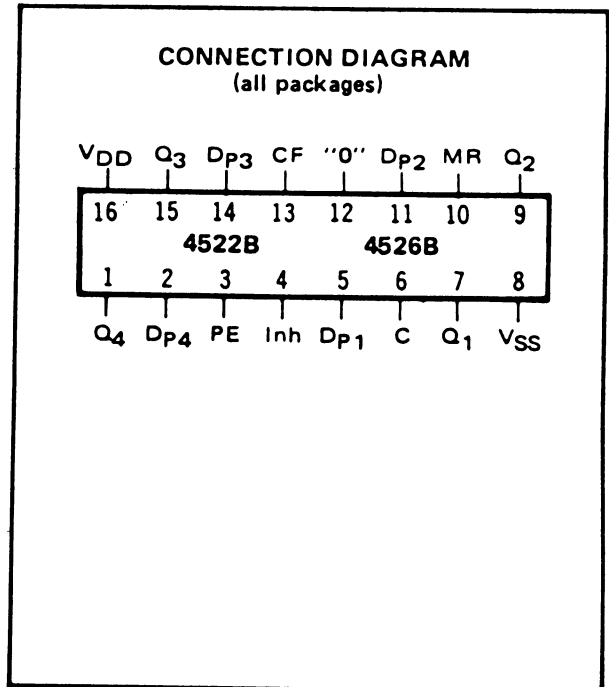 CONNECTION DIAGRAM
(all packages)
VDD Q3 DP3 CF "0" DP2 MR Q2
16 15 14 13 12 11 10 9
4522B 4526B
1 2 3 4 5 6 7 8
Q4 DP4 PE Inh DP1 C Q1 VSS